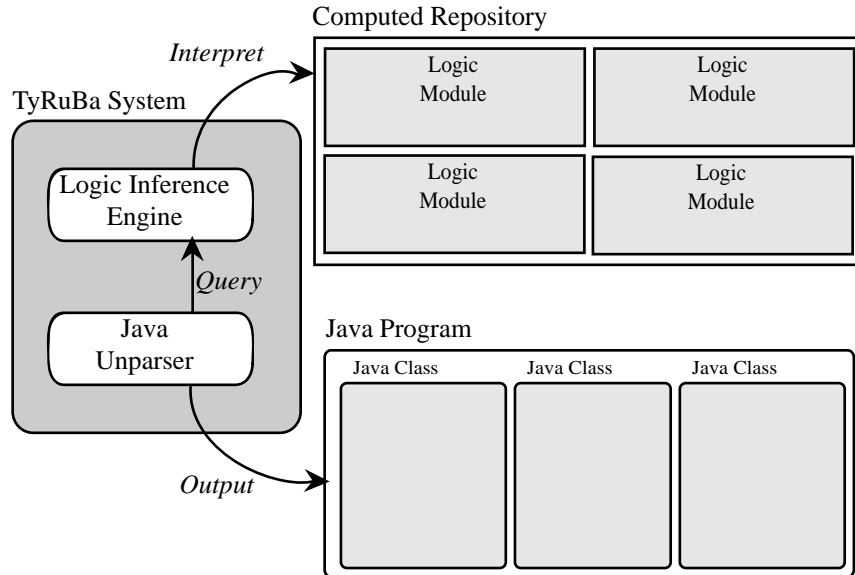 Computed Repository
Interpret
Logic
Module
Logic
Module
Logic
Module
Logic
Module
TyRuBa System
Logic Inference
Engine
Query
Java
Unparser
Output
Java Program
Java Class
Java Class
Java Class